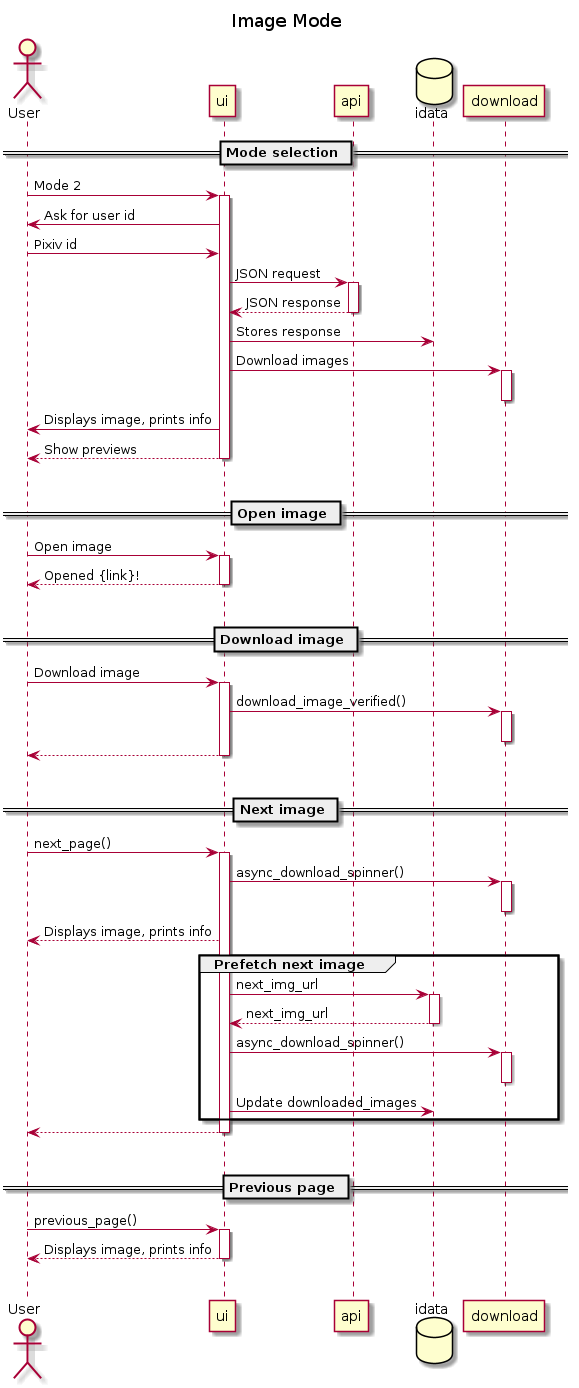 Image Mode
User
ui
api
idata
download
Mode selection
Mode 2
Ask for user id
Pixiv id
JSON request
JSON response
Stores response
Download images
Displays image, prints info
Show previews
Open image
Open image
Opened {link}!
Download image
Download image
download_image_verified()
Next image
next_page()
async_download_spinner()
Displays image, prints info
Prefetch next image
next_img_url
next_img_url
async_download_spinner()
Update downloaded_images
Previous page
previous_page()
Displays image, prints info
User
ui
api
idata
download